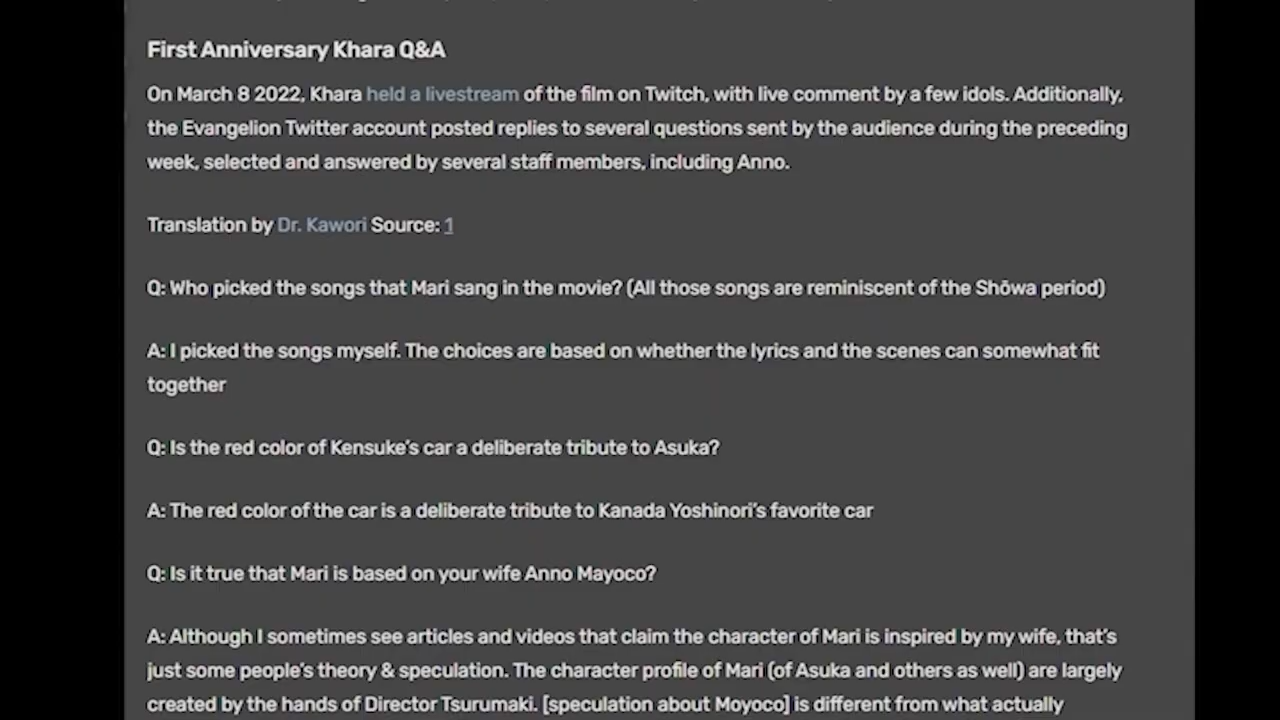 First Anniversary Khara Q&A
On March 8 2022, Khara held a livestream of the film on Twitch, with live comment by a few idols. Additionally,
the Evangelion Twitter account posted replies to several questions sent by the audience during the preceding
week, selected and answered by several staff members, including Anno.
Translation by Dr. Kawori Source: 1
Q: Who picked the songs that Mari sang in the movie? (All those songs are reminiscent of the Shōwa period)
A: I picked the songs myself. The choices are based on whether the lyrics and the scenes can somewhat fit
together
Q: Is the red color of Kensuke's car a deliberate tribute to Asuka?
A: The red color of the car is a deliberate tribute to Kanada Yoshinori's favorite car
Q: Is it true that Mari is based on your wife Anno Mayoco?
A: Although I sometimes see articles and videos that claim the character of Mari is inspired by my wife, that's
just some people's theory & speculation. The character profile of Mari (of Asuka and others as well) are largely
created by the hands of Director Tsurumaki. [speculation about Moyoco] is different from what actually